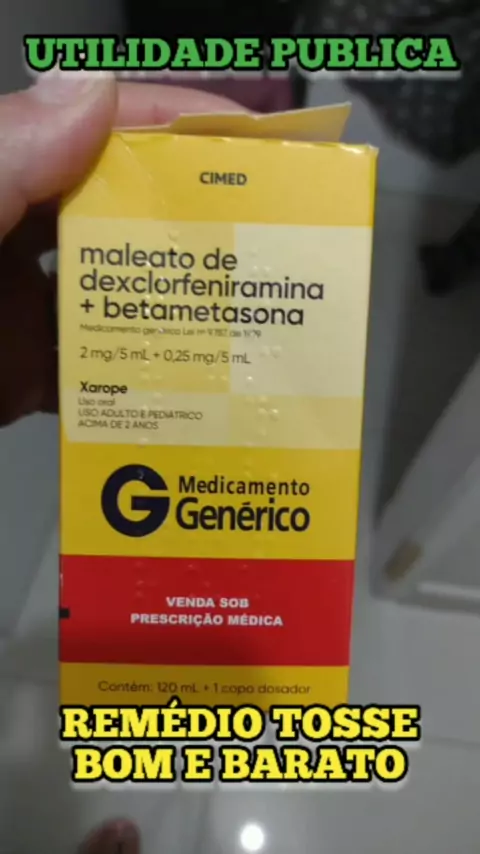 UTILIDADE PUBLICA
CIMED
maleato de
dexclorfeniramina
+ betametasona
2 mg/5 mL + 0,25 mg/5 mL
Xarope
Uso oral
USO ADULTO E PEDIÁTRICO
ACIMA DE 2 ANOS
G Medicamento
Genérico
VENDA SOB
PRESCRIÇÃO MÉDICA
Contém: 120 mL + 1 copo dosador
REMÉDIO TOSSE
BOM E BARATO